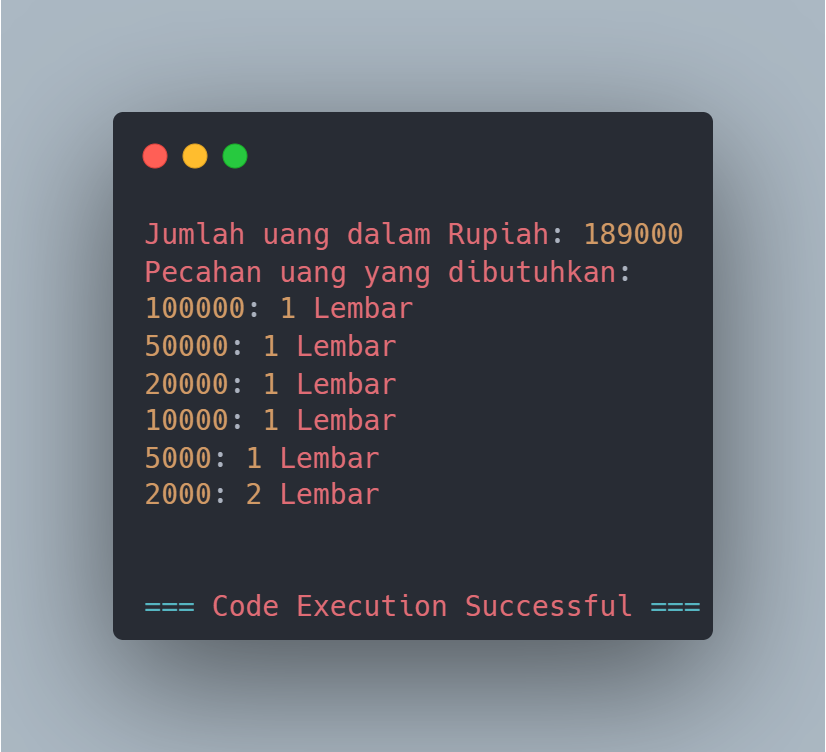 Jumlah uang dalam Rupiah: 189000
Pecahan uang yang dibutuhkan:
100000: 1 Lembar
50000: 1 Lembar
20000: 1 Lembar
10000: 1 Lembar
5000: 1 Lembar
2000: 2 Lembar
=== Code Execution Successful ===